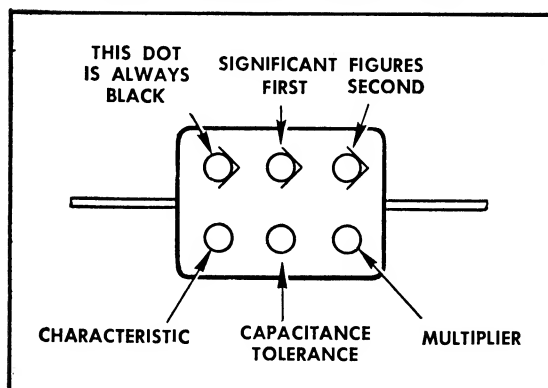 THIS DOT
IS ALWAYS
BLACK
SIGNIFICANT FIGURES
FIRST SECOND
CHARACTERISTIC
CAPACITANCE
TOLERANCE
MULTIPLIER